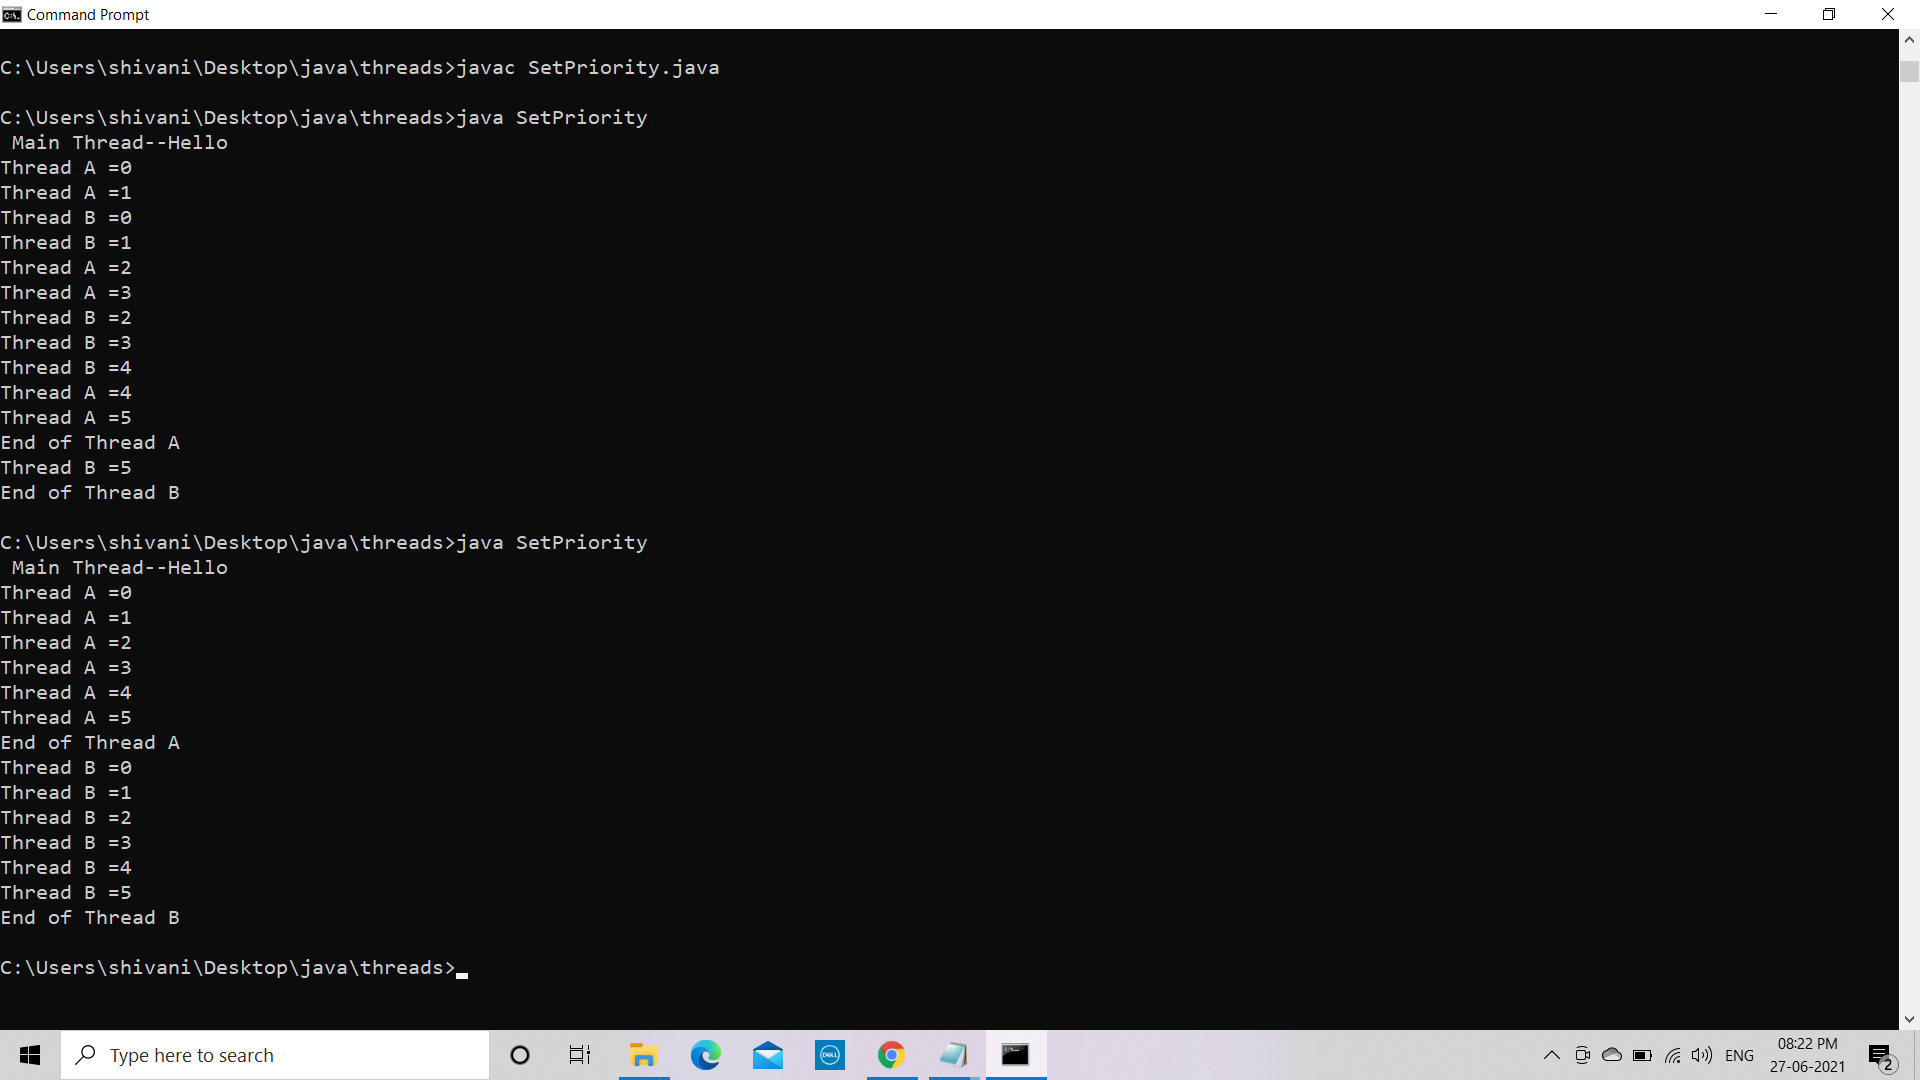 Command Prompt
C:\Users\shivani\Desktop\java\threads>javac SetPriority.java
C:\Users\shivani\Desktop\java\threads>java SetPriority
 Main Thread--Hello
Thread A =0
Thread A =1
Thread B =0
Thread B =1
Thread A =2
Thread A =3
Thread B =2
Thread B =3
Thread B =4
Thread A =4
Thread A =5
End of Thread A
Thread B =5
End of Thread B
C:\Users\shivani\Desktop\java\threads>java SetPriority
 Main Thread--Hello
Thread A =0
Thread A =1
Thread A =2
Thread A =3
Thread A =4
Thread A =5
End of Thread A
Thread B =0
Thread B =1
Thread B =2
Thread B =3
Thread B =4
Thread B =5
End of Thread B
C:\Users\shivani\Desktop\java\threads>
Type here to search
DELL
ENG
08:22 PM
27-06-2021
2